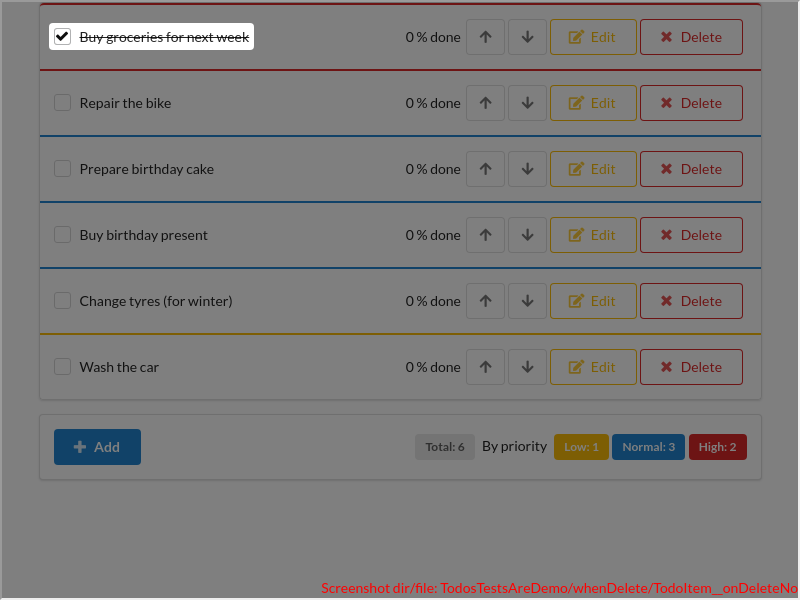 Buy groceries for next week 0 % done Edit Delete
Repair the bike 0 % done Edit Delete
Prepare birthday cake 0 % done Edit Delete
Buy birthday present 0 % done Edit Delete
Change tyres (for winter) 0 % done Edit Delete
Wash the car 0 % done Edit Delete
Add Total: 6 By priority Low: 1 Normal: 3 High: 2
Screenshot dir/file: TodosTestsAreDemo/whenDelete/TodoItem__onDeleteNo